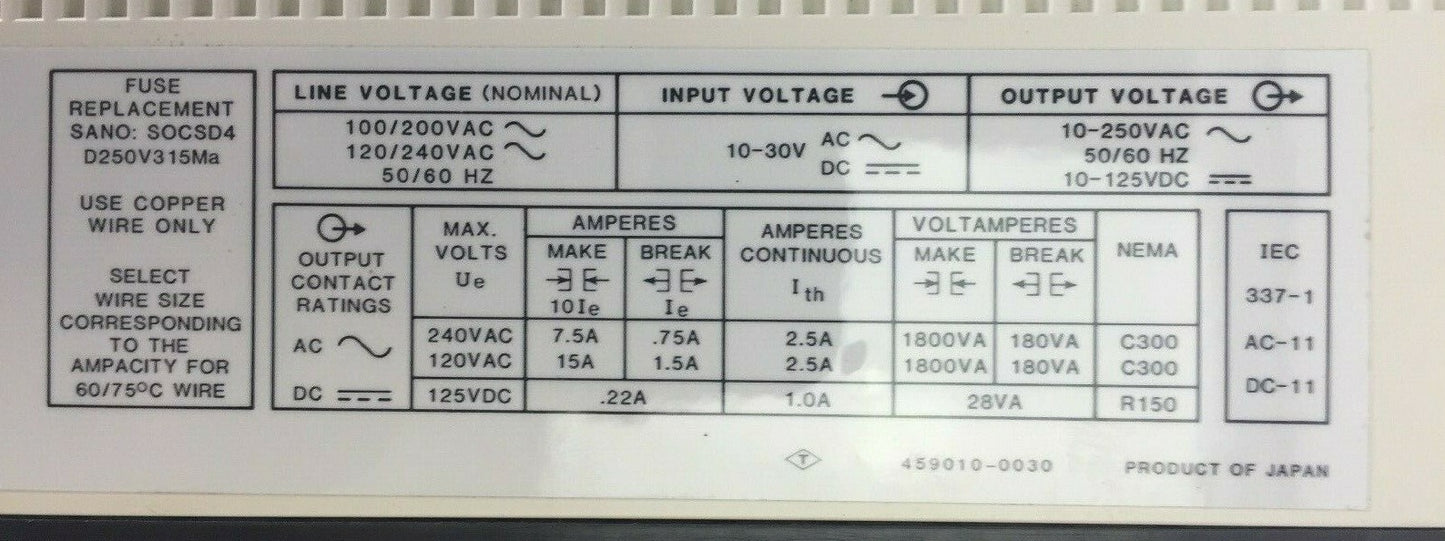 FUSE
REPLACEMENT
SANO: SOCSD4
D250V315Ma
USE COPPER
WIRE ONLY
SELECT
WIRE SIZE
CORRESPONDING
TO THE
AMPACITY FOR
60/75°C WIRE
LINE VOLTAGE (NOMINAL) INPUT VOLTAGE OUTPUT VOLTAGE
100/200VAC
120/240VAC
50/60 HZ
10-30V AC
DC
10-250VAC
50/60 HZ
10-125VDC
OUTPUT
CONTACT
RATINGS
MAX.
VOLTS
Ue
AMPERES
MAKE BREAK
10Ie Ie
AMPERES
CONTINUOUS
Ith
VOLTAMPERES
MAKE BREAK
NEMA
AC 240VAC 7.5A .75A 2.5A 1800VA 180VA C300
120VAC 15A 1.5A 2.5A 1800VA 180VA C300
DC 125VDC .22A 1.0A 28VA R150
IEC
337-1
AC-11
DC-11
T 459010-0030 PRODUCT OF JAPAN